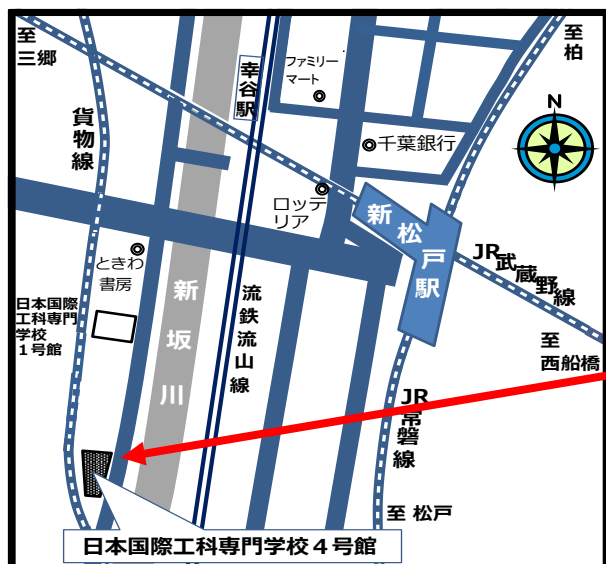 至
三郷
貨物線
幸谷駅
ファミリー
マート
至
柏
N
千葉銀行
ロッテ
リア
新松戸駅
JR武蔵野線
ときわ
書房
日本国際
工科専門
学校
１号館
新坂川
流鉄流山線
至
西船橋
JR常磐線
至 松戸
日本国際工科専門学校４号館